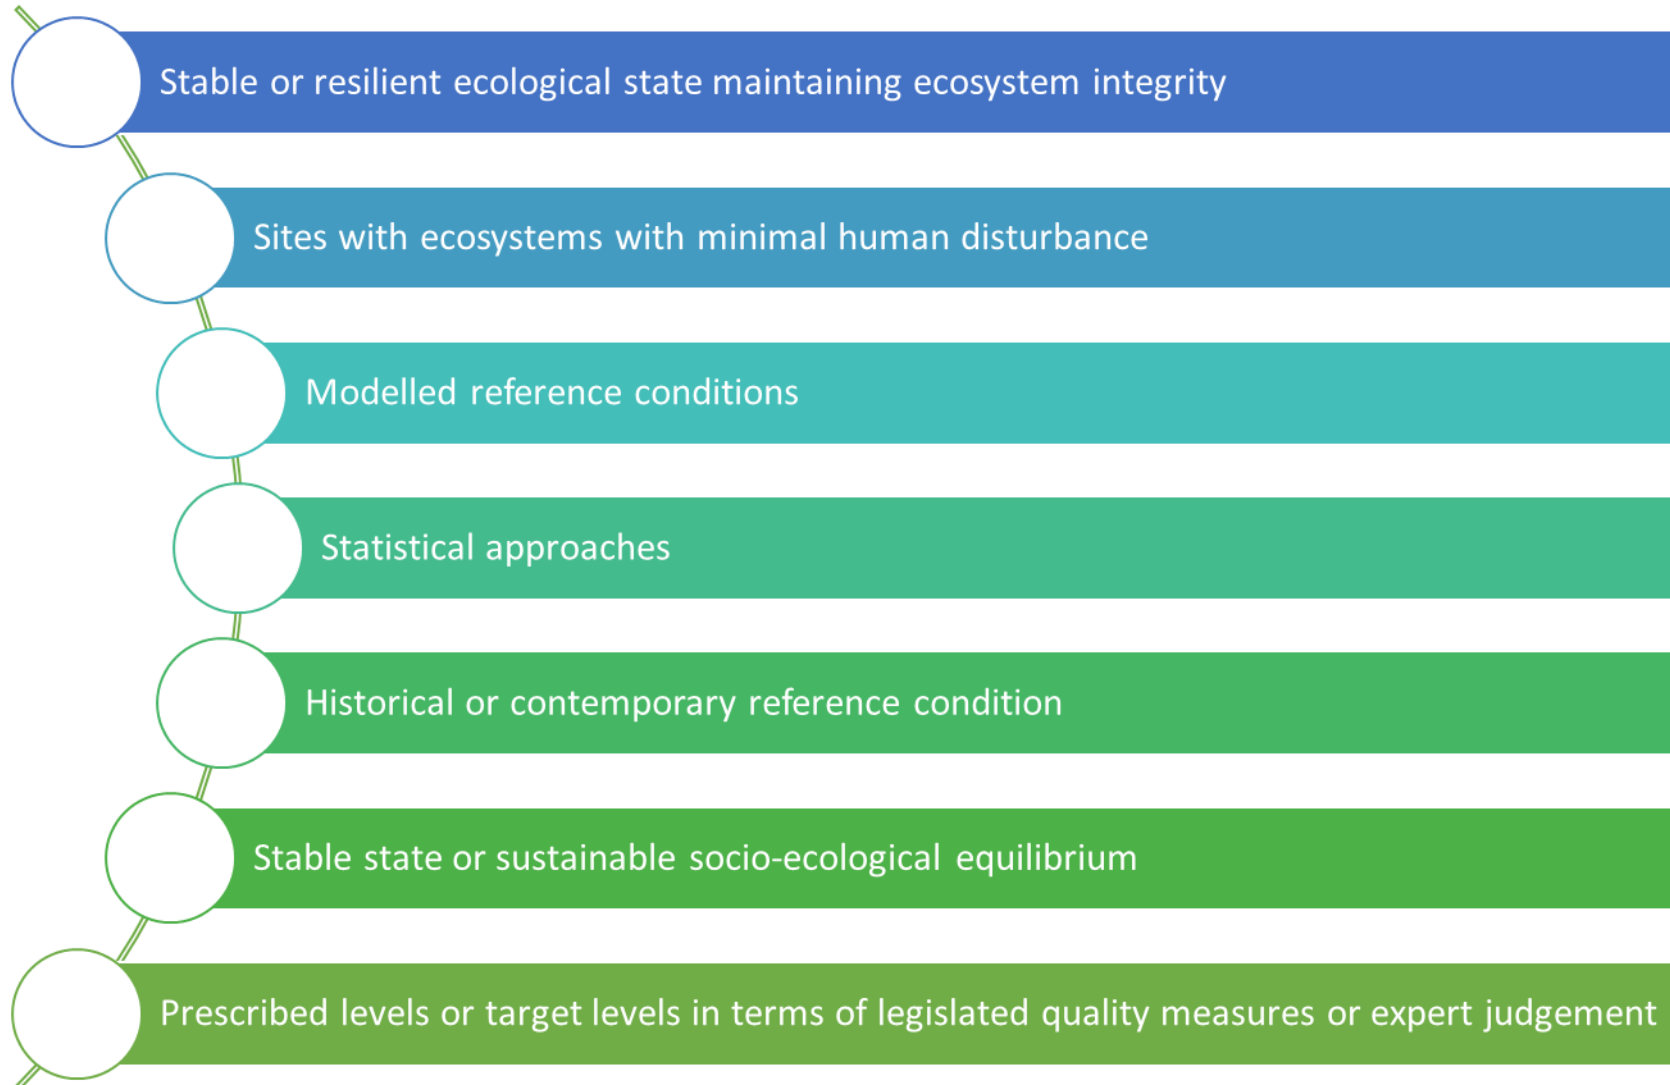 Stable or resilient ecological state maintaining ecosystem integrity
Sites with ecosystems with minimal human disturbance
Modelled reference conditions
Statistical approaches
Historical or contemporary reference condition
Stable state or sustainable socio-ecological equilibrium
Prescribed levels or target levels in terms of legislated quality measures or expert judgement